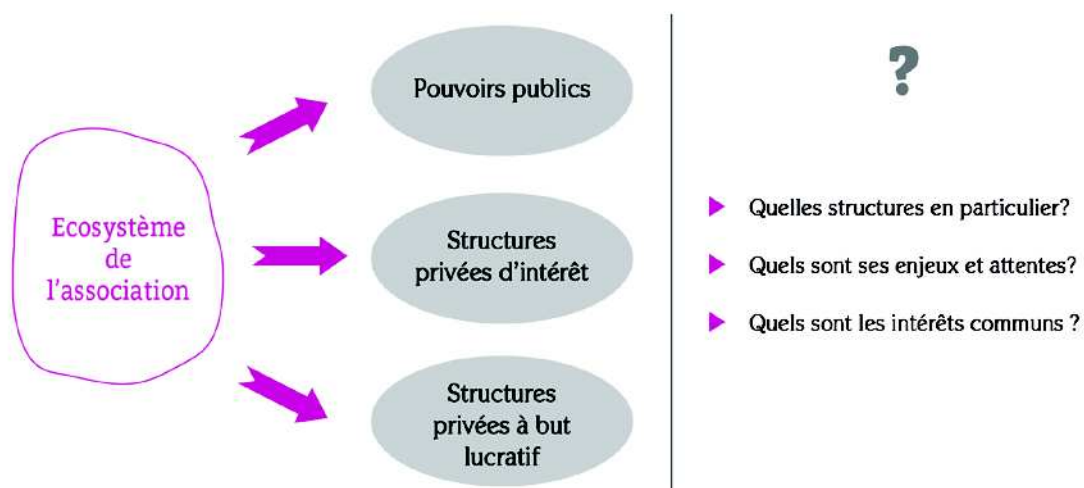 Ecosystème
de
l'association
Pouvoirs publics
Structures
privées d'intérêt
Structures
privées à but
lucratif
?
Quelles structures en particulier?
Quels sont ses enjeux et attentes?
Quels sont les intérêts communs ?